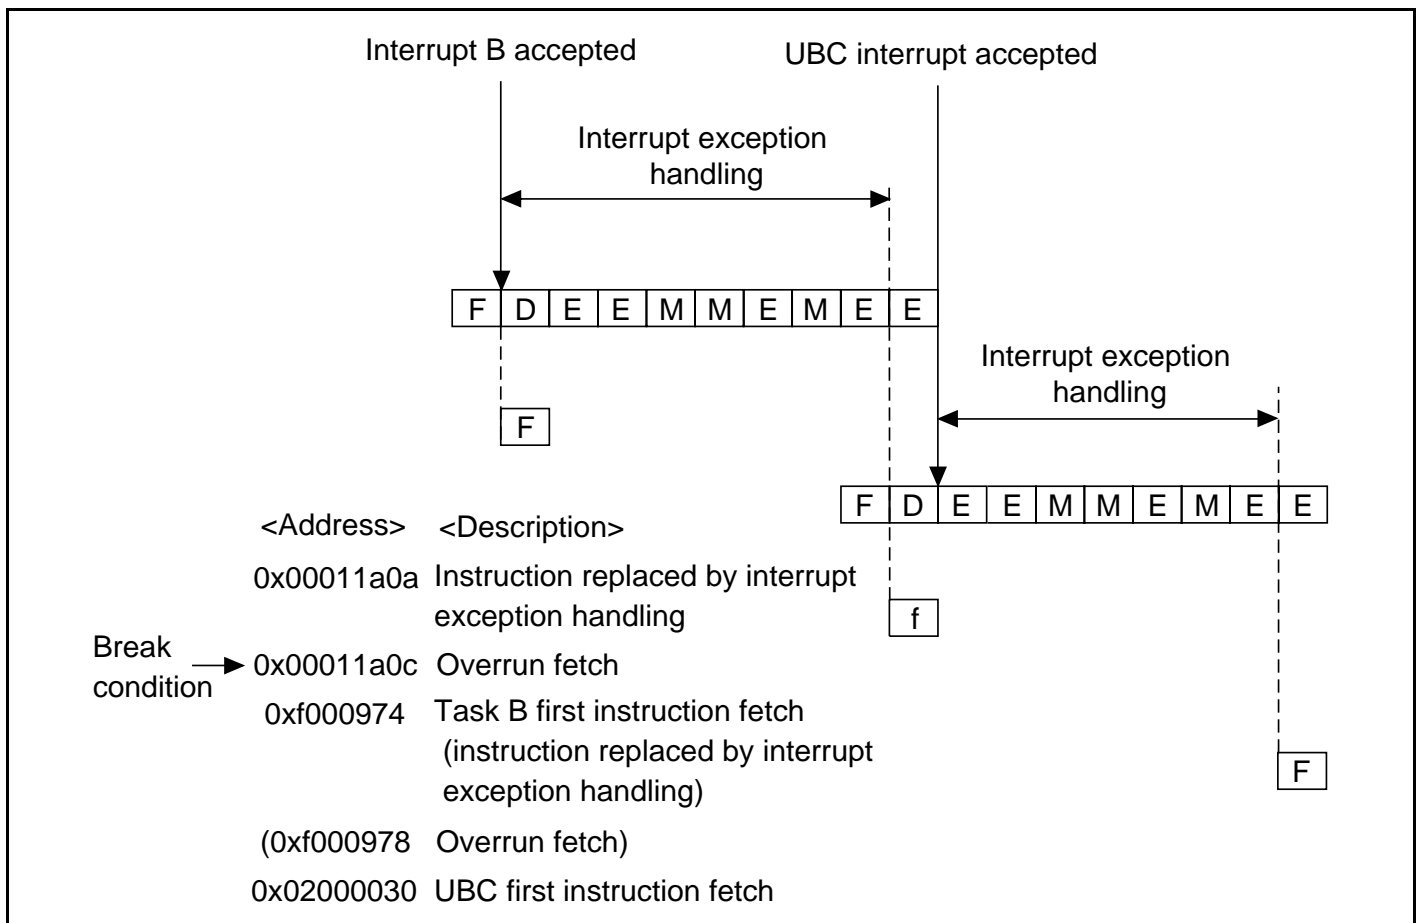 Interrupt B accepted
UBC interrupt accepted
Interrupt exception
handling
F D E E M M E M E E
Interrupt exception
handling
F
F D E E M M E M E E
<Address> <Description>
0x00011a0a Instruction replaced by interrupt
exception handling
f
Break
condition
0x00011a0c Overrun fetch
0xf000974 Task B first instruction fetch
(instruction replaced by interrupt
exception handling)
F
(0xf000978 Overrun fetch)
0x02000030 UBC first instruction fetch